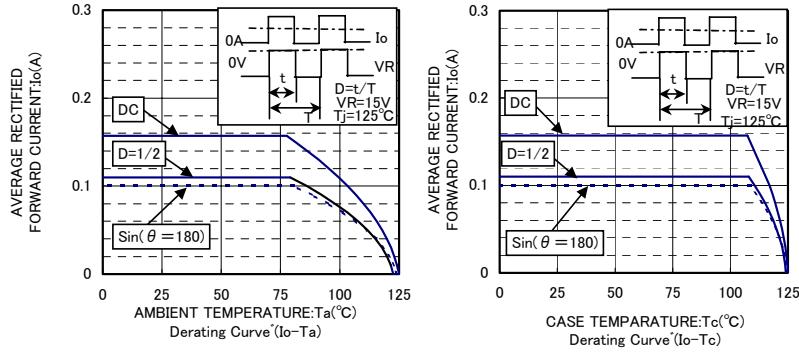 AVERAGE RECTIFIED
FORWARD CURRENT:Io(A)
0.3
0.2
0.1
0
0A
0V
Io
VR
t
T
D=t/T
VR=15V
Tj=125℃
DC
D=1/2
Sin(θ=180)
0 25 50 75 100 125
AMBIENT TEMPERATURE:Ta(℃)
Derating Curve"(Io-Ta)
AVERAGE RECTIFIED
FORWARD CURRENT:Io(A)
0.3
0.2
0.1
0
0A
0V
Io
VR
t
T
D=t/T
VR=15V
Tj=125℃
DC
D=1/2
Sin(θ=180)
0 25 50 75 100 125
CASE TEMPARATURE:Tc(℃)
Derating Curve"(Io-Tc)